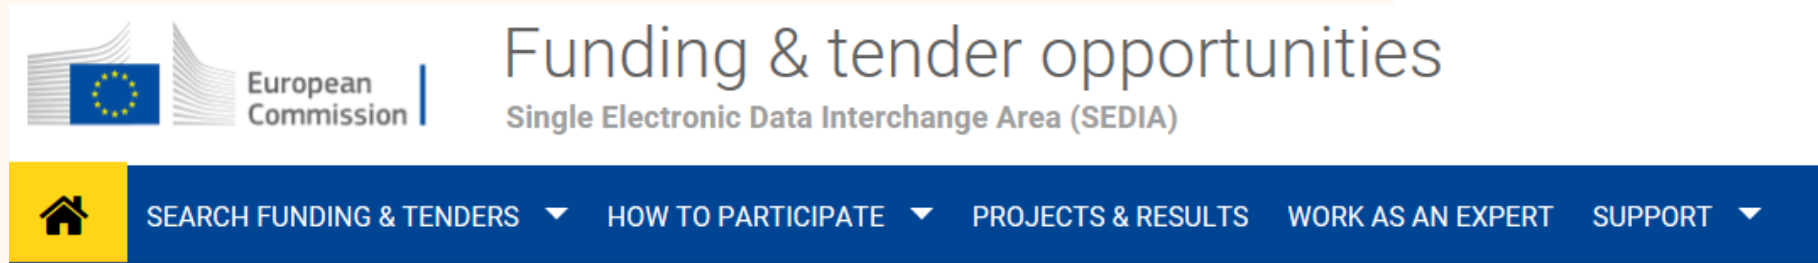 European
Commission
Funding & tender opportunities
Single Electronic Data Interchange Area (SEDIA)
SEARCH FUNDING & TENDERS HOW TO PARTICIPATE PROJECTS & RESULTS WORK AS AN EXPERT SUPPORT